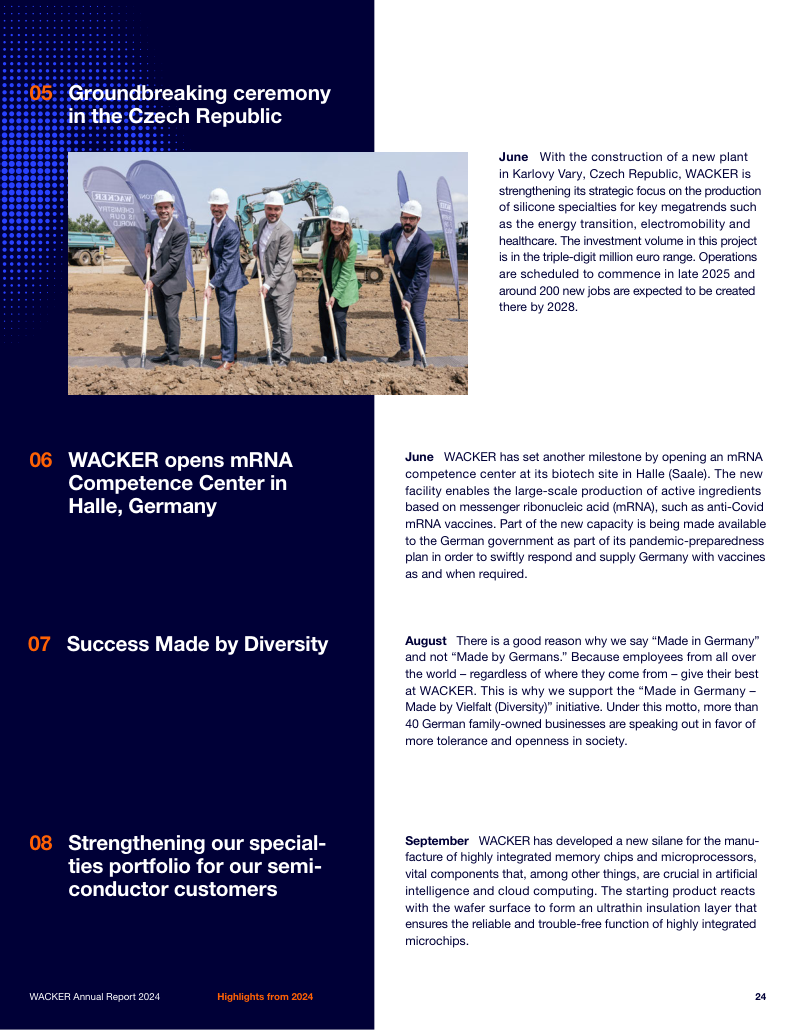 05 Groundbreaking ceremony
in the Czech Republic
WACKER
June With the construction of a new plant
in Karlovy Vary, Czech Republic, WACKER is
strengthening its strategic focus on the production
of silicone specialties for key megatrends such
as the energy transition, electromobility and
healthcare. The investment volume in this project
is in the triple-digit million euro range. Operations
are scheduled to commence in late 2025 and
around 200 new jobs are expected to be created
there by 2028.
06 WACKER opens mRNA
Competence Center in
Halle, Germany
June WACKER has set another milestone by opening an mRNA
competence center at its biotech site in Halle (Saale). The new
facility enables the large-scale production of active ingredients
based on messenger ribonucleic acid (mRNA), such as anti-Covid
mRNA vaccines. Part of the new capacity is being made available
to the German government as part of its pandemic-preparedness
plan in order to swiftly respond and supply Germany with vaccines
as and when required.
07 Success Made by Diversity
August There is a good reason why we say “Made in Germany”
and not “Made by Germans.” Because employees from all over
the world – regardless of where they come from – give their best
at WACKER. This is why we support the “Made in Germany –
Made by Vielfalt (Diversity)” initiative. Under this motto, more than
40 German family-owned businesses are speaking out in favor of
more tolerance and openness in society.
08 Strengthening our special-
ties portfolio for our semi-
conductor customers
September WACKER has developed a new silane for the manu-
facture of highly integrated memory chips and microprocessors,
vital components that, among other things, are crucial in artificial
intelligence and cloud computing. The starting product reacts
with the wafer surface to form an ultrathin insulation layer that
ensures the reliable and trouble-free function of highly integrated
microchips.
WACKER Annual Report 2024 Highlights from 2024 24